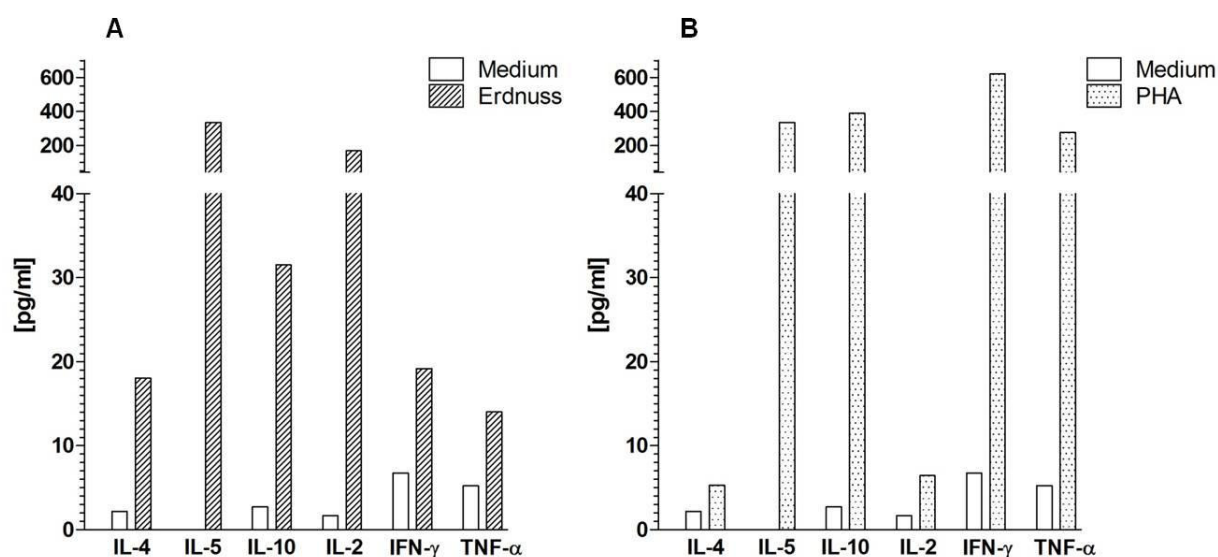 A
Medium
Erdnuss
600
400
200
40
30
20
10
0
[pg/ml]
IL-4 IL-5 IL-10 IL-2 IFN-γ TNF-α
B
Medium
PHA
600
400
200
40
30
20
10
0
[pg/ml]
IL-4 IL-5 IL-10 IL-2 IFN-γ TNF-α